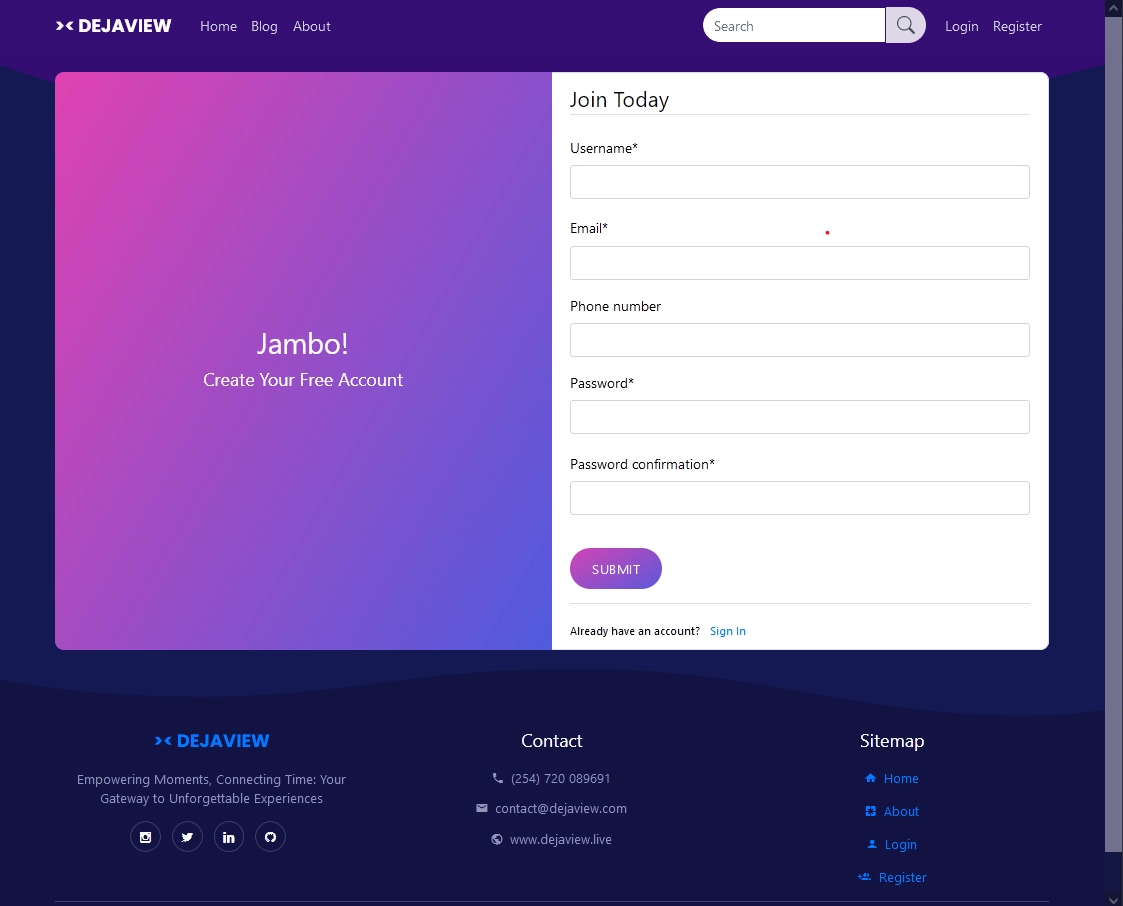 >< DEJAVIEW Home Blog About Search Login Register
Join Today
Username*
Email*
Phone number
Jambo!
Create Your Free Account
Password*
Password confirmation*
SUBMIT
Already have an account? Sign In
>< DEJAVIEW
Empowering Moments, Connecting Time: Your
Gateway to Unforgettable Experiences
Contact
(254) 720 089691
contact@dejaview.com
www.dejaview.live
Sitemap
Home
About
Login
Register